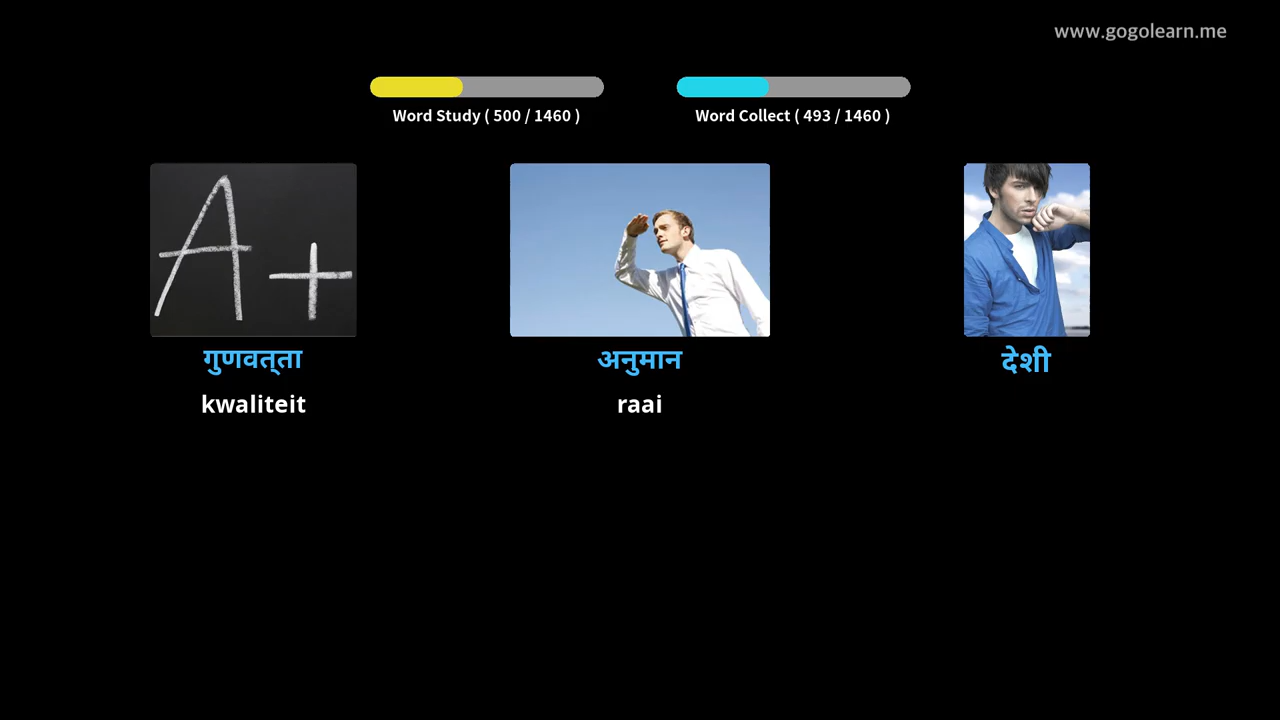 www.gogolearn.me
Word Study ( 500 / 1460 )
Word Collect ( 493 / 1460 )
A+
गुणवत्‌ता
अनुमान
देशी
kwaliteit
raai